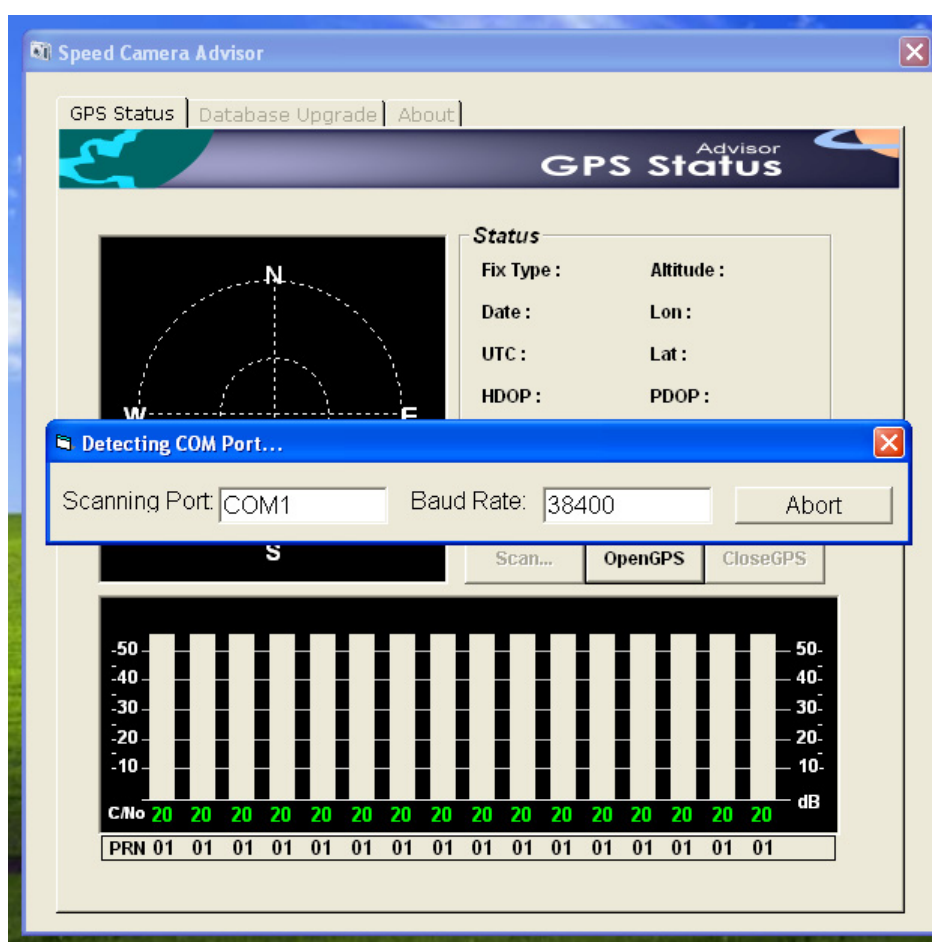 Speed Camera Advisor
GPS Status Database Upgrade About
Advisor
GPS Status
Status
N
Fix Type : Altitude :
Date : Lon :
UTC : Lat :
HDOP : PDOP :
W E
Detecting COM Port...
Scanning Port: COM1 Baud Rate: 38400 Abort
S
Scan... OpenGPS CloseGPS
-50 50-
-40 40-
-30 30-
-20 20-
-10 10-
dB
C/No 20 20 20 20 20 20 20 20 20 20 20 20 20 20 20 20
PRN 01 01 01 01 01 01 01 01 01 01 01 01 01 01 01 01